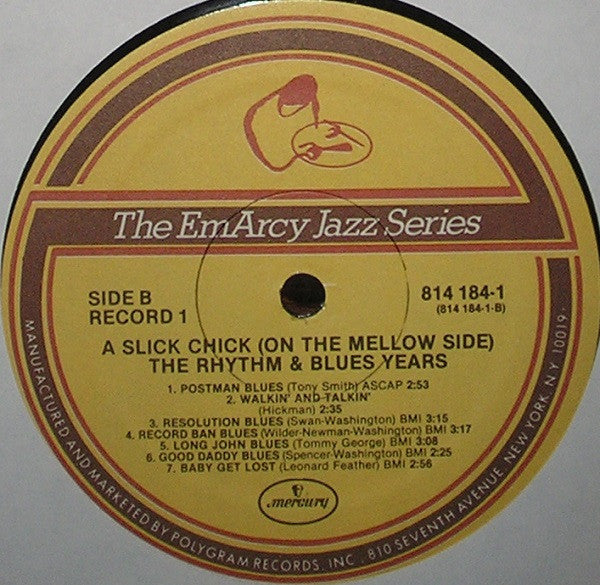 The EmArcy Jazz Series
SIDE B
RECORD 1
814 184-1
(814 184-1-B)
A SLICK CHICK (ON THE MELLOW SIDE)
THE RHYTHM & BLUES YEARS
1. POSTMAN BLUES (Tony Smith) ASCAP 2:53
2. WALKIN' AND TALKIN'
(Hickman) 2:35
3. RESOLUTION BLUES (Swan-Washington) BMI 3:15
4. RECORD BAN BLUES (Wilder-Newman-Washington) BMI 3:17
5. LONG JOHN BLUES (Tommy George) BMI 3:08
6. GOOD DADDY BLUES (Spencer-Washington) BMI 2:25
7. BABY GET LOST (Leonard Feather) BMI 2:56
mercury
MANUFACTURED AND MARKETED BY POLYGRAM RECORDS, INC. 810 SEVENTH AVENUE, NEW YORK, N.Y. 10019·